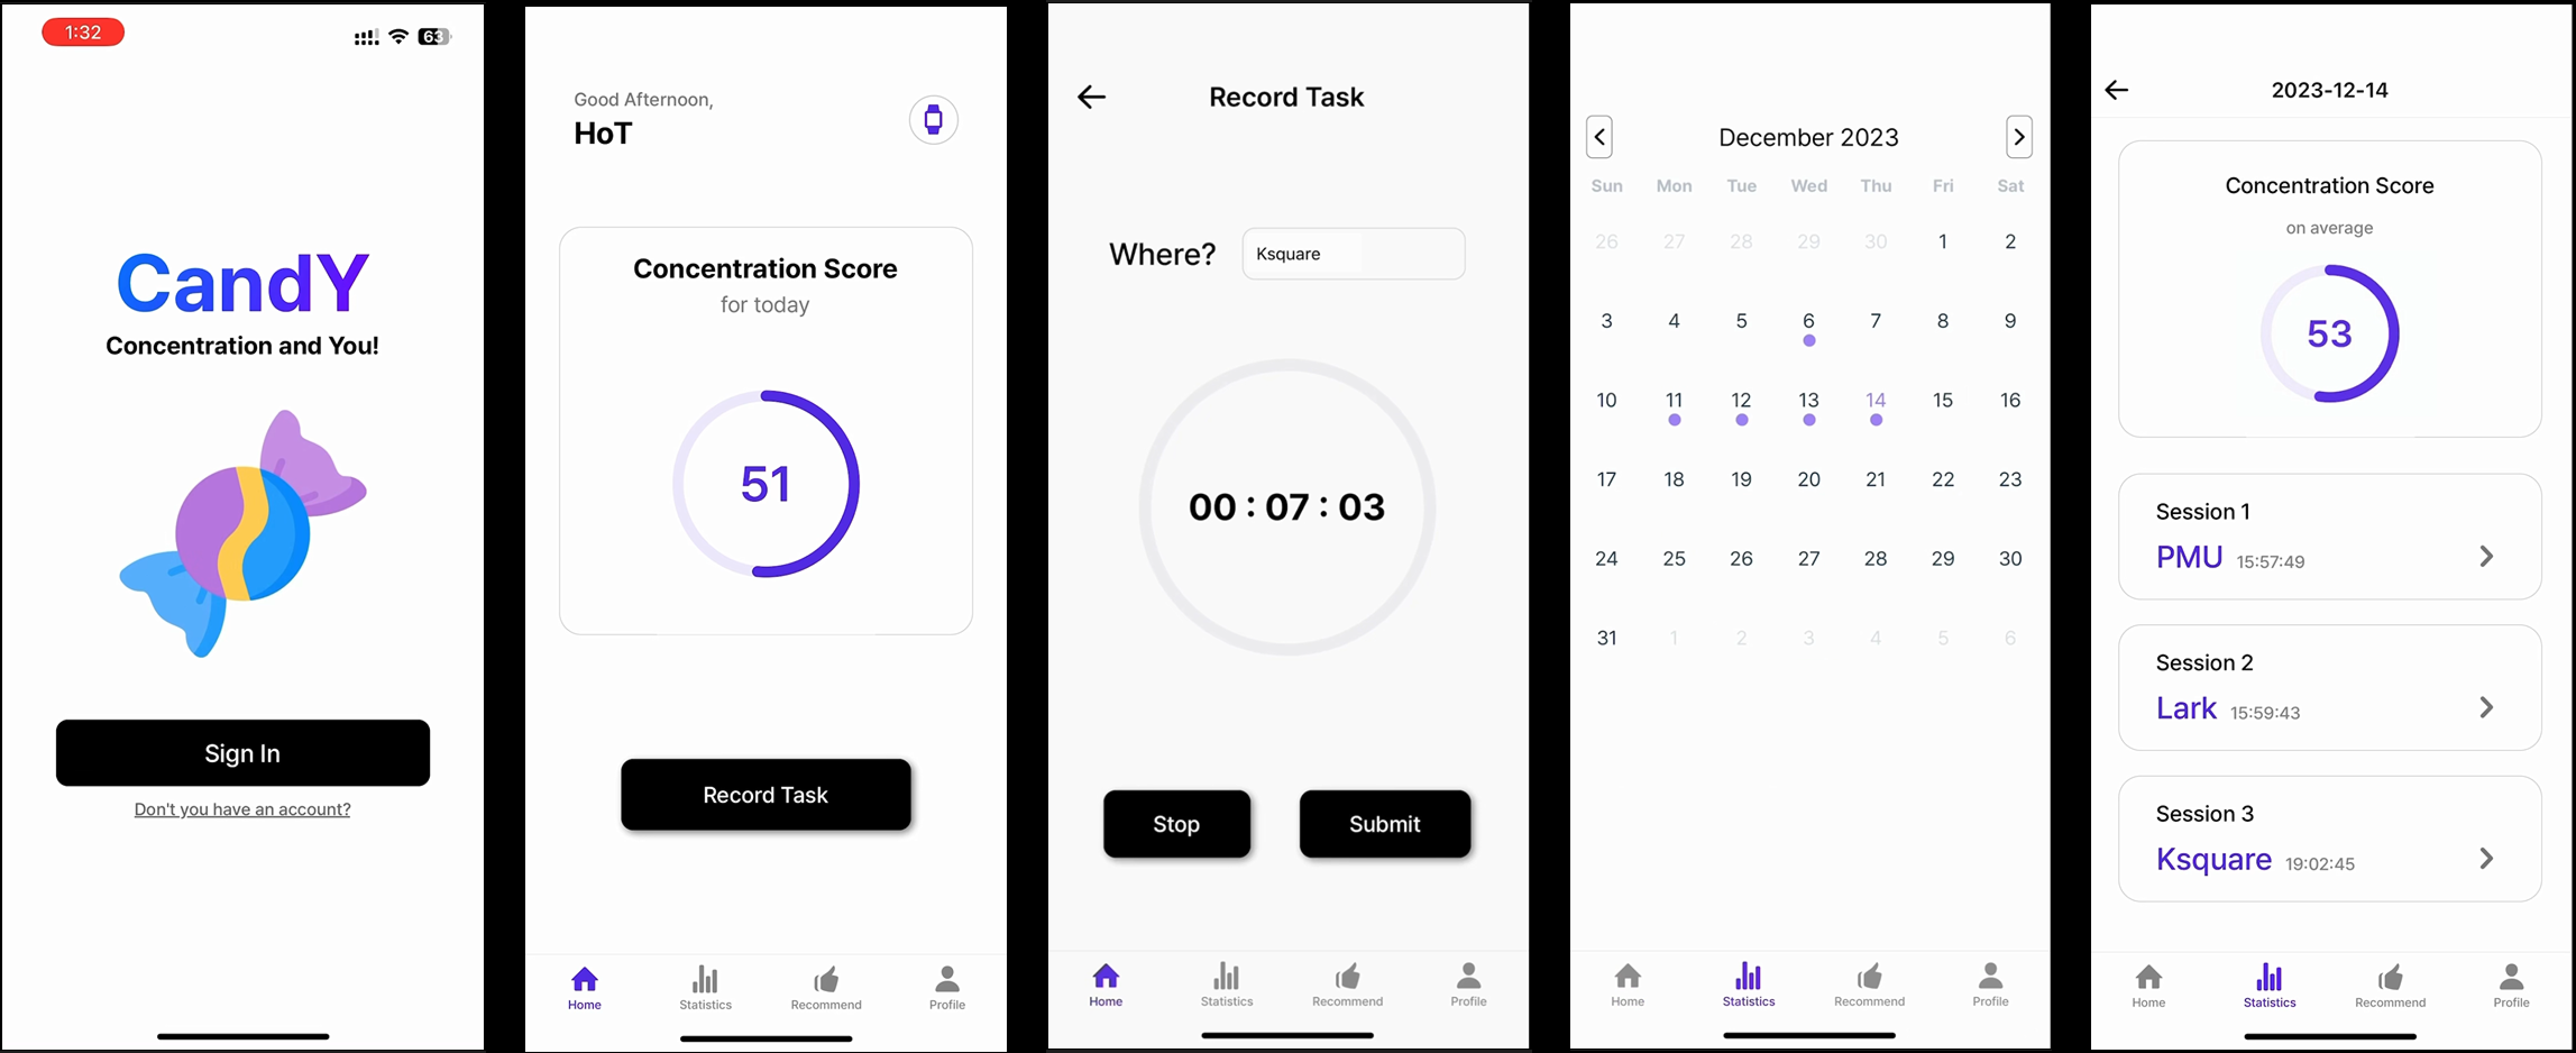 1:32
63
CandY
Concentration and You!
Sign In
Don't you have an account?
Good Afternoon,
HoT
Concentration Score
for today
51
Record Task
Home Statistics Recommend Profile
Record Task
Where? Ksquare
00 : 07 : 03
Stop Submit
Home Statistics Recommend Profile
December 2023
Sun Mon Tue Wed Thu Fri Sat
26 27 28 29 30 1 2
3 4 5 6 7 8 9
10 11 12 13 14 15 16
17 18 19 20 21 22 23
24 25 26 27 28 29 30
31 1 2 3 4 5 6
Home Statistics Recommend Profile
2023-12-14
Concentration Score
on average
53
Session 1
PMU 15:57:49
Session 2
Lark 15:59:43
Session 3
Ksquare 19:02:45
Home Statistics Recommend Profile